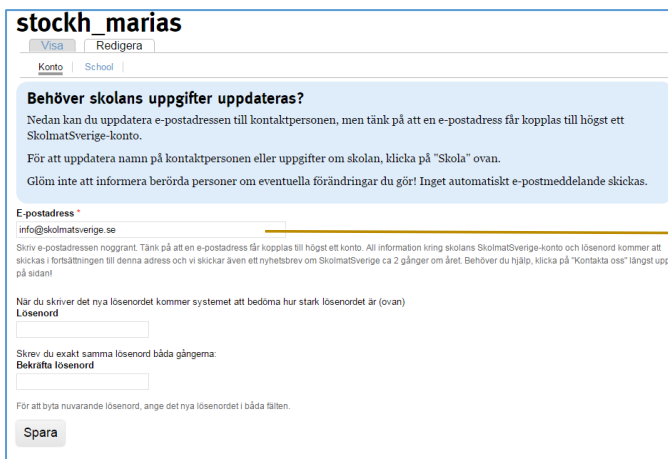 stockh_marias
Visa Redigera
Konto School
Behöver skolans uppgifter uppdateras?
Nedan kan du uppdatera e-postadressen till kontaktpersonen, men tänk på att en e-postadress får kopplas till högst ett
SkolmatSverige-konto.
För att uppdatera namn på kontaktpersonen eller uppgifter om skolan, klicka på "Skola" ovan.
Glöm inte att informera berörda personer om eventuella förändringar du gör! Inget automatiskt e-postmeddelande skickas.
E-postadress *
info@skolmatsverige.se
Skriv e-postadressen noggrant. Tänk på att en e-postadress får kopplas till högst ett konto. All information kring skolans SkolmatSverige-konto och lösenord kommer att
skickas i fortsättningen till denna adress och vi skickar även ett nyhetsbrev om SkolmatSverige ca 2 gånger om året. Behöver du hjälp, klicka på "Kontakta oss" längst upp
på sidan!
När du skriver det nya lösenordet kommer systemet att bedöma hur stark lösenordet är (ovan)
Lösenord
Skrev du exakt samma lösenord båda gångerna:
Bekräfta lösenord
För att byta nuvarande lösenord, ange det nya lösenordet i båda fälten.
Spara